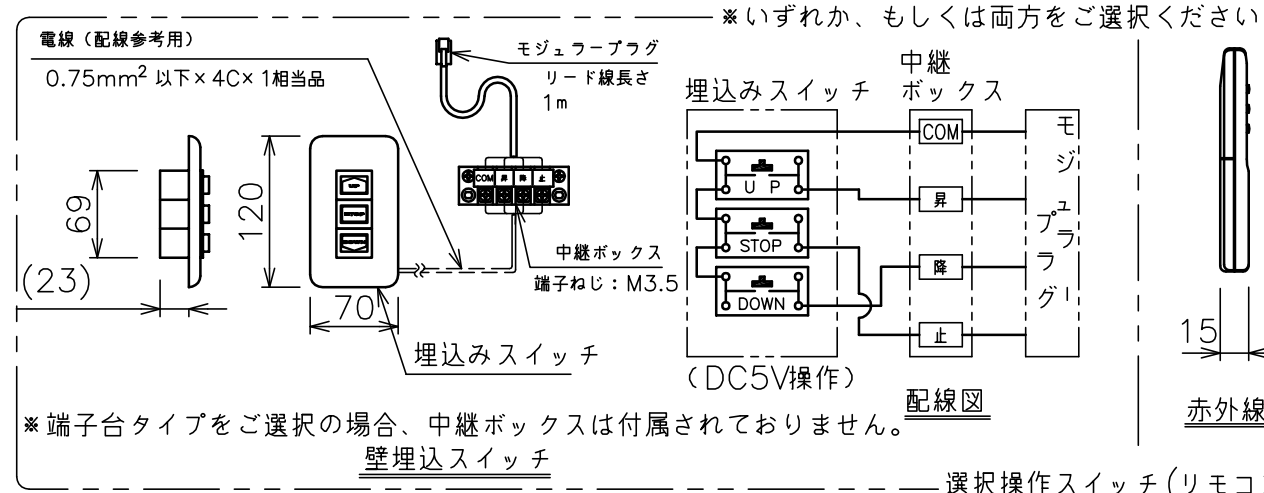 ※いずれか、もしくは両方をご選択ください
電線（配線参考用）
0.75mm² 以下×4C×1相当品
モジュラープラグ
リード線長さ
1m
COM 昇 降 止
中継ボックス
端子ねじ：M3.5
69
(23)
120
70
UP
埋込みスイッチ
埋込みスイッチ
中継
ボックス
モジュラープラグ
COM
昇
降
止
UP
STOP
DOWN
(DC5V操作)
配線図
15
赤外線
※端子台タイプをご選択の場合、中継ボックスは付属されておりません。
壁埋込スイッチ
選択操作スイッチ(リモコ